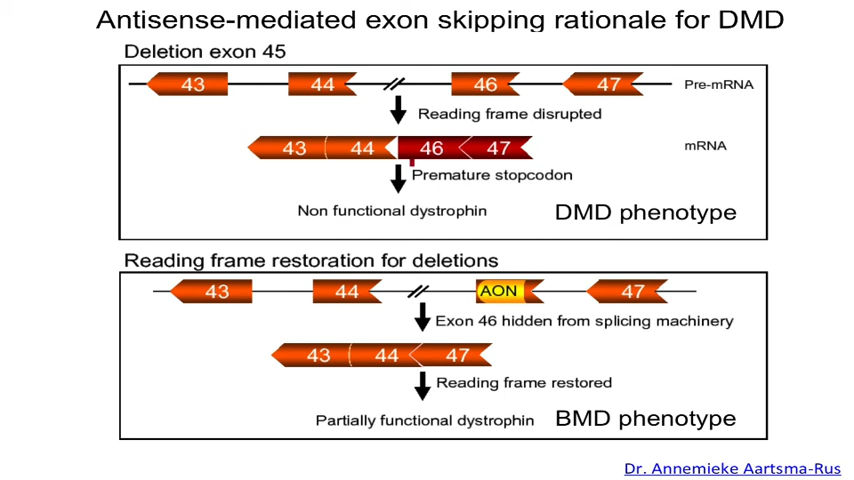 Antisense-mediated exon skipping rationale for DMD
Deletion exon 45
43 44 46 47 Pre-mRNA
Reading frame disrupted
43 44 46 47 mRNA
Premature stopcodon
Non functional dystrophin DMD phenotype
Reading frame restoration for deletions
43 44 AON 47
Exon 46 hidden from splicing machinery
43 44 47
Reading frame restored
Partially functional dystrophin BMD phenotype
Dr. Annemieke Aartsma-Rus